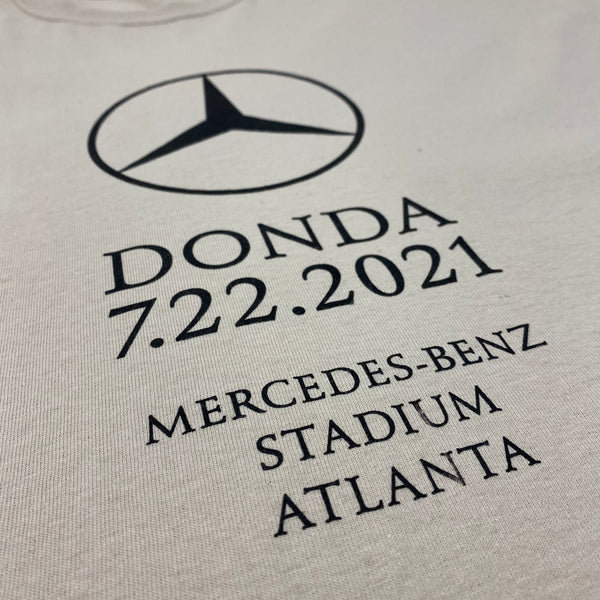 DONDA
7.22.2021
MERCEDES-BENZ
STADIUM
ATLANTA